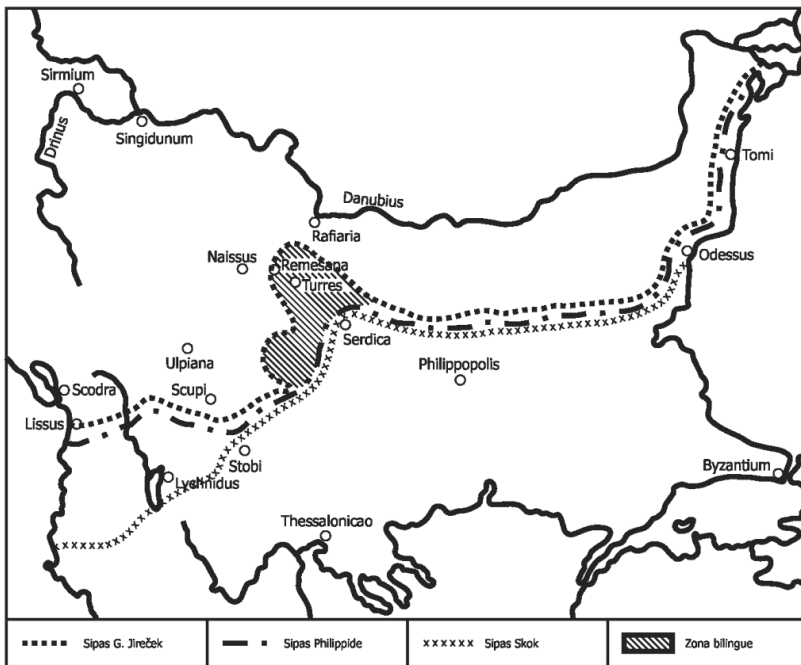 Sirmium
Drinus
Singidunum
Danubius
Tomi
Rafiaria
Naissus
Remesana
Turres
Odessus
Serdica
Ulpiana
Philippopolis
Scodra
Scupi
Lissus
Stobi
Lychnidus
Byzantium
Thessalonicao
Sipas G. Jireček
Sipas Philippide
Sipas Skok
Zona bilingue